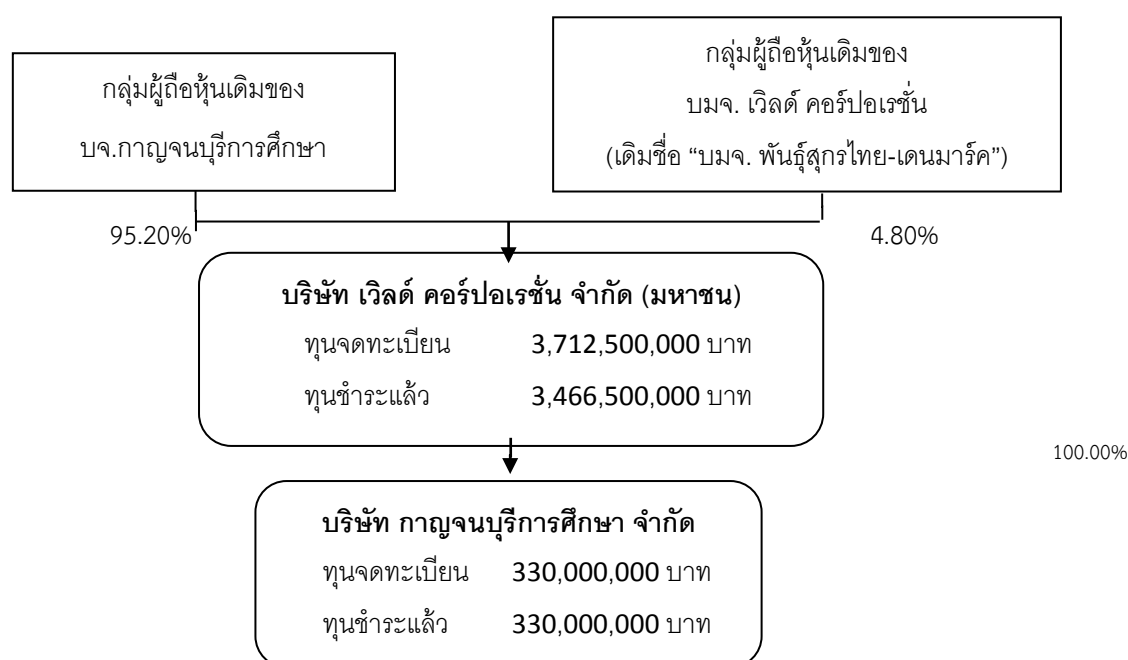 กลุ่มผู้ถือหุ้นเดิมของ
บจ.กาญจนบุรีการศึกษา
กลุ่มผู้ถือหุ้นเดิมของ
บมจ. เวิลด์ คอร์ปอเรชั่น
(เดิมชื่อ “บมจ. พันธุ์สุกรไทย-เดนมาร์ค”)
95.20%
4.80%
บริษัท เวิลด์ คอร์ปอเรชั่น จำกัด (มหาชน)
ทุนจดทะเบียน 3,712,500,000 บาท
ทุนชำระแล้ว 3,466,500,000 บาท
100.00%
บริษัท กาญจนบุรีการศึกษา จำกัด
ทุนจดทะเบียน 330,000,000 บาท
ทุนชำระแล้ว 330,000,000 บาท